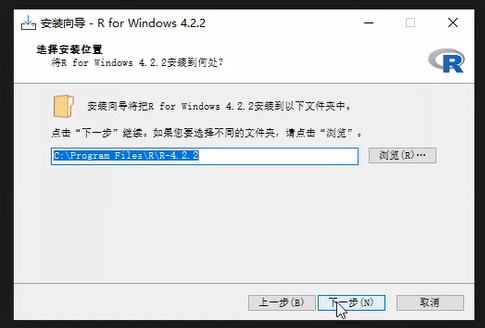 安装向导 - R for Windows 4.2.2
选择安装位置
将R for Windows 4.2.2安装到何处?
R
安装向导将把R for Windows 4.2.2安装到以下文件夹中。
点击“下一步”继续。如果您要选择不同的文件夹，请点击“浏览”。
C:\Program Files\R\R-4.2.2
浏览(R)…
上一步(B)
下一步(N)
取消